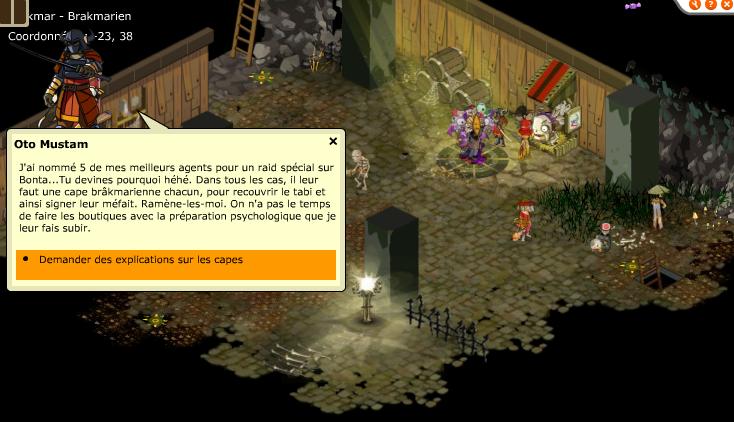 kmar - Brakmarien
Coordonné -23, 38
Oto Mustam
J'ai nommé 5 de mes meilleurs agents pour un raid spécial sur
Bonta...Tu devines pourquoi héhé. Dans tous les cas, il leur
faut une cape brâkmarienne chacun, pour recouvrir le tabi et
ainsi signer leur méfait. Ramène-les-moi. On n'a pas le temps
de faire les boutiques avec la préparation psychologique que je
leur fais subir.
Demander des explications sur les capes